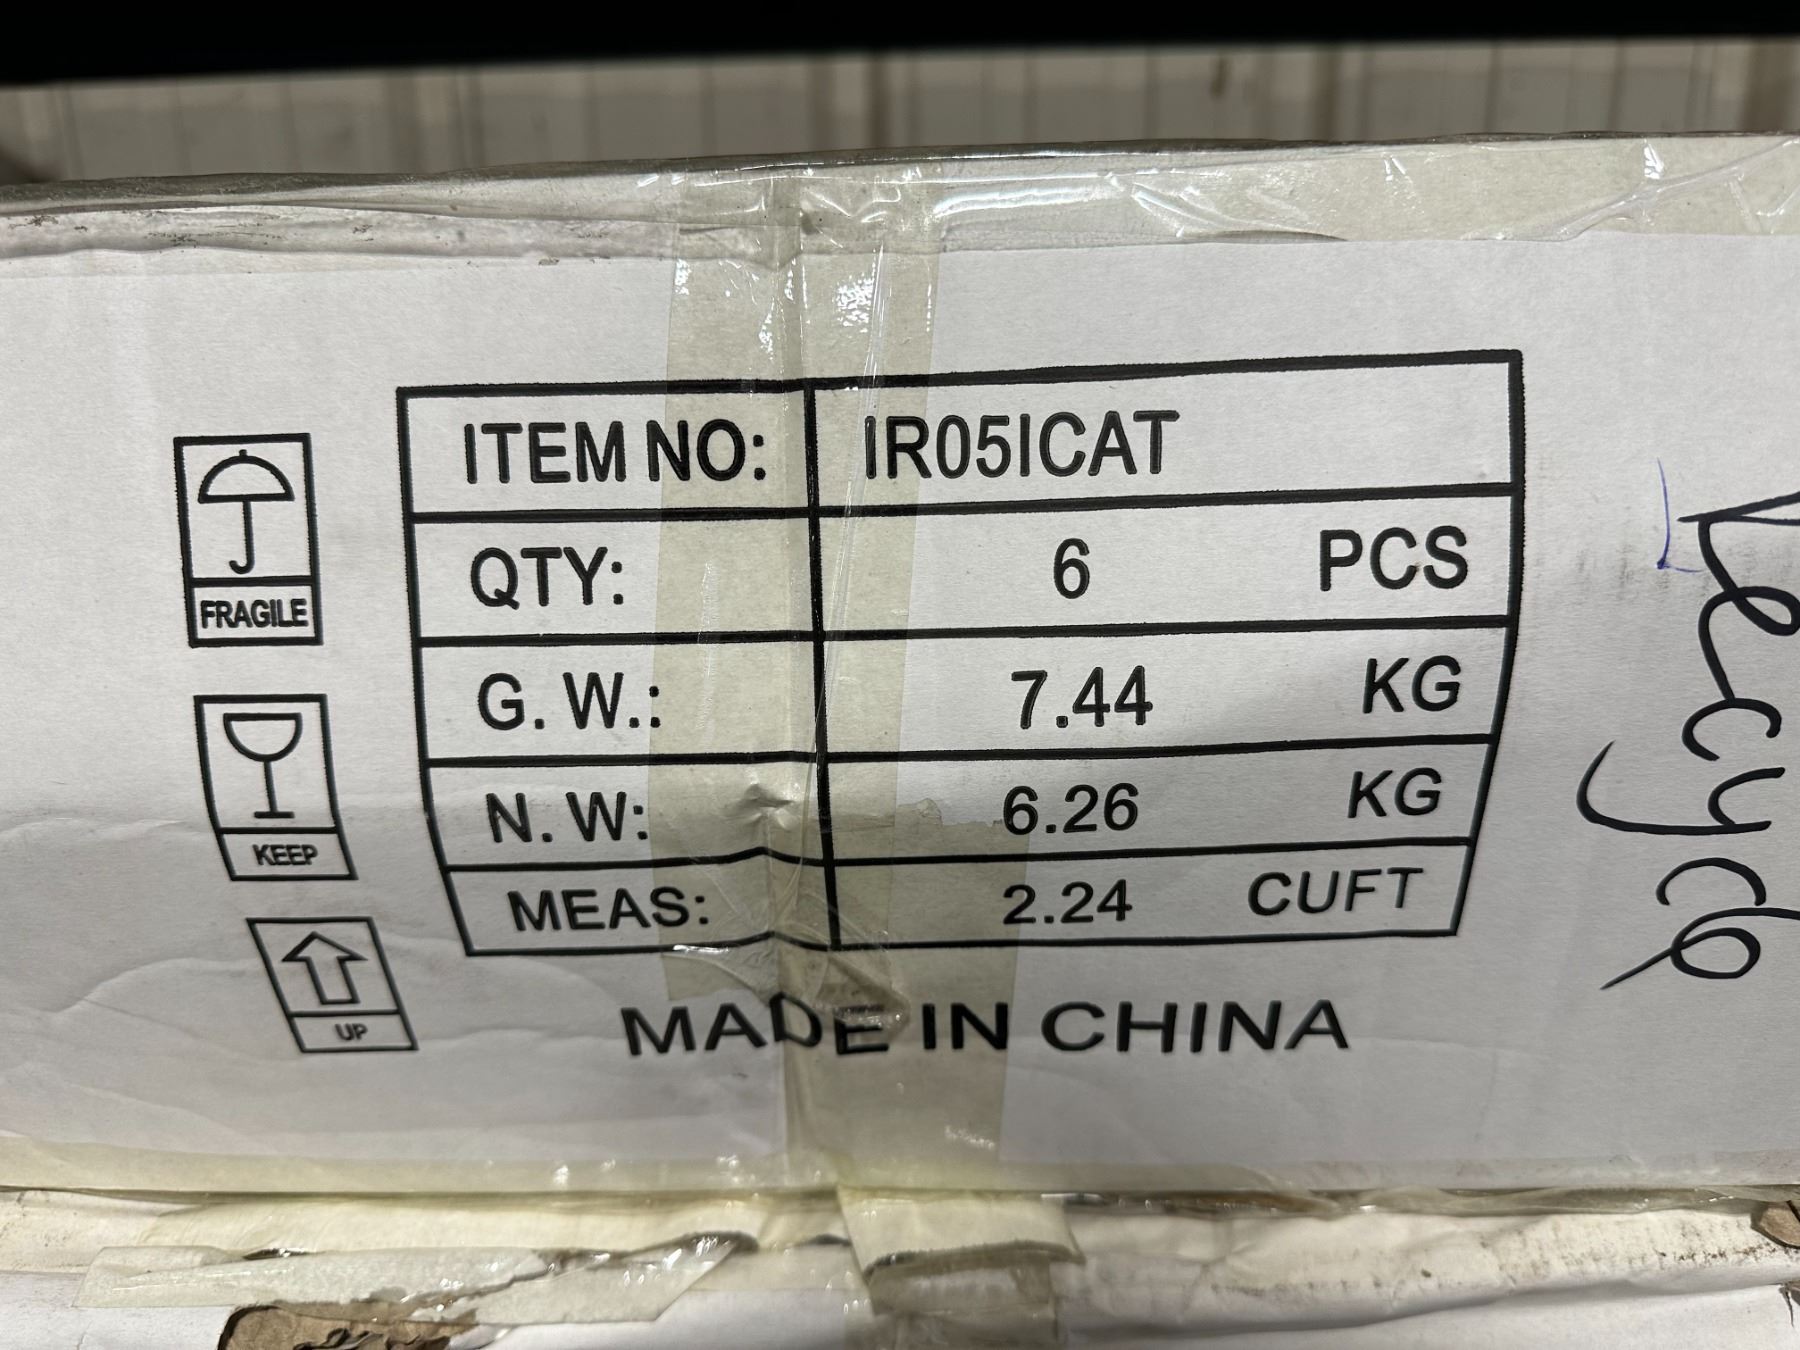 ITEM NO: IR05ICAT
QTY: 6 PCS
G. W.: 7.44 KG
N. W: 6.26 KG
MEAS: 2.24 CUFT
MADE IN CHINA
FRAGILE
KEEP
UP
Recycle